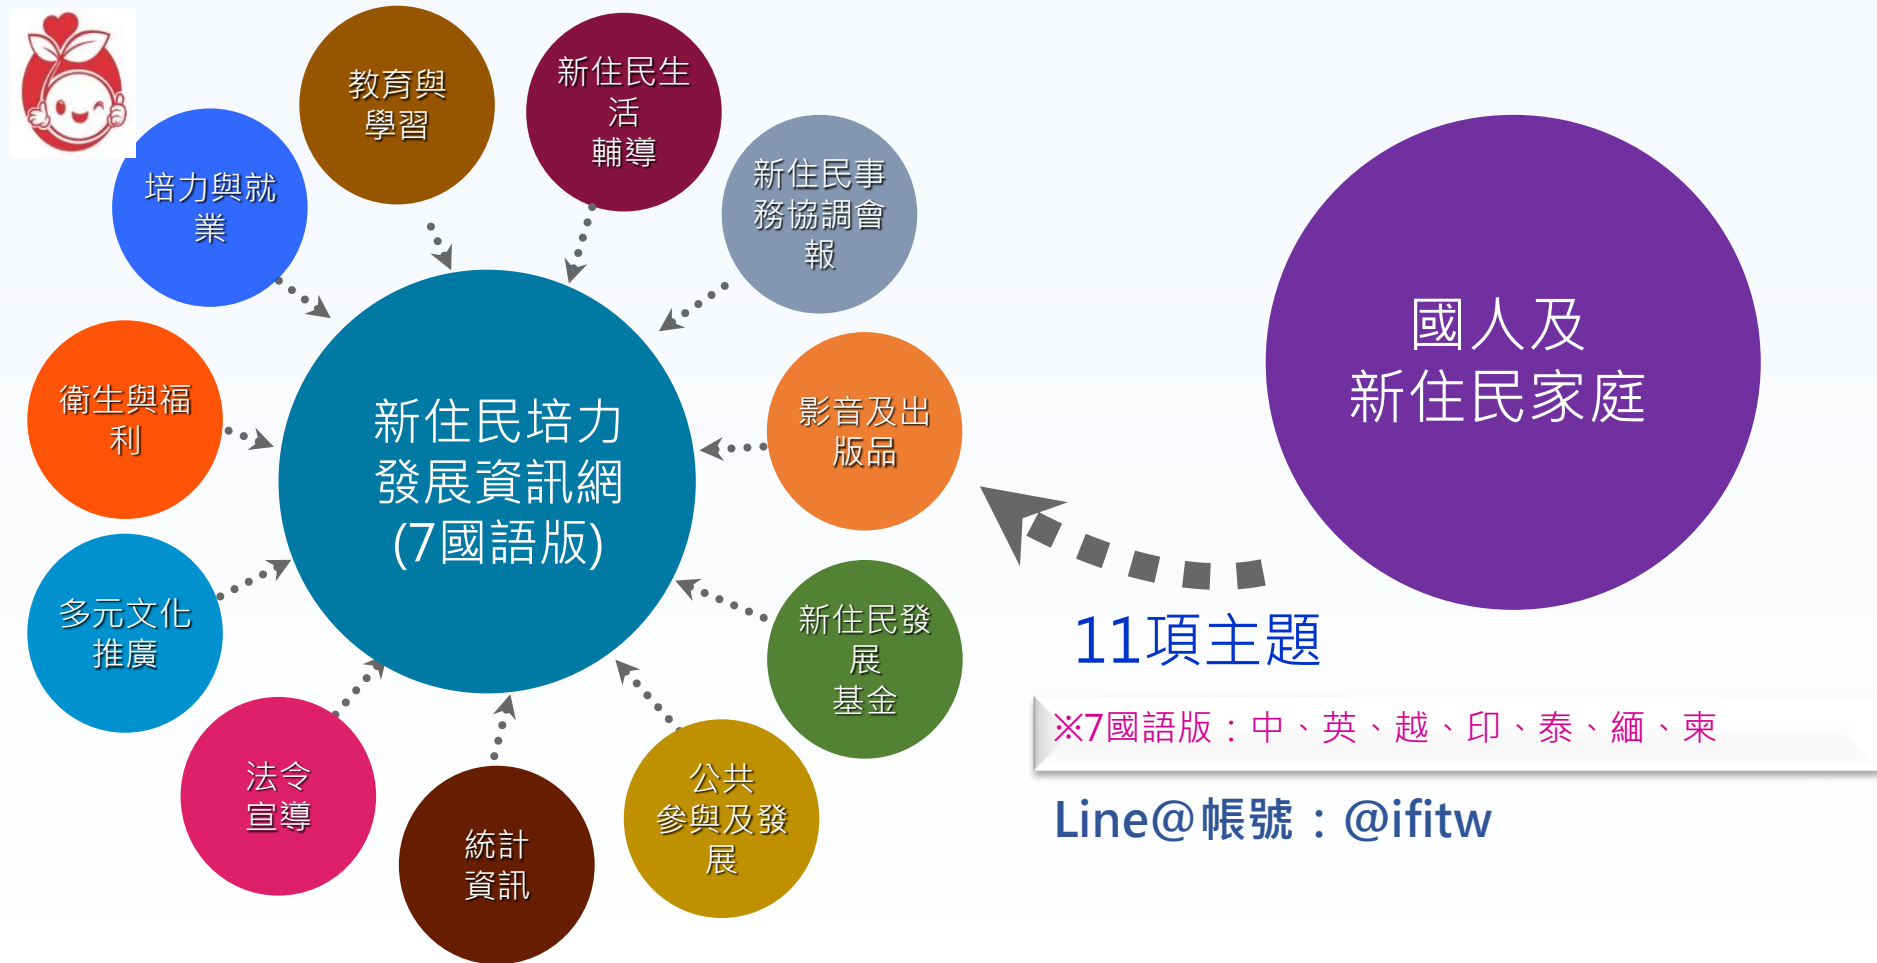 教育與
學習
新住民生
活
輔導
培力與就
業
新住民事
務協調會
報
衛生與福
利
新住民培力
發展資訊網
(7國語版)
影音及出
版品
多元文化
推廣
新住民發
展
基金
法令
宣導
統計
資訊
公共
參與及發
展
國人及
新住民家庭
11項主題
※7國語版：中、英、越、印、泰、緬、柬
Line@帳號：@ifitw